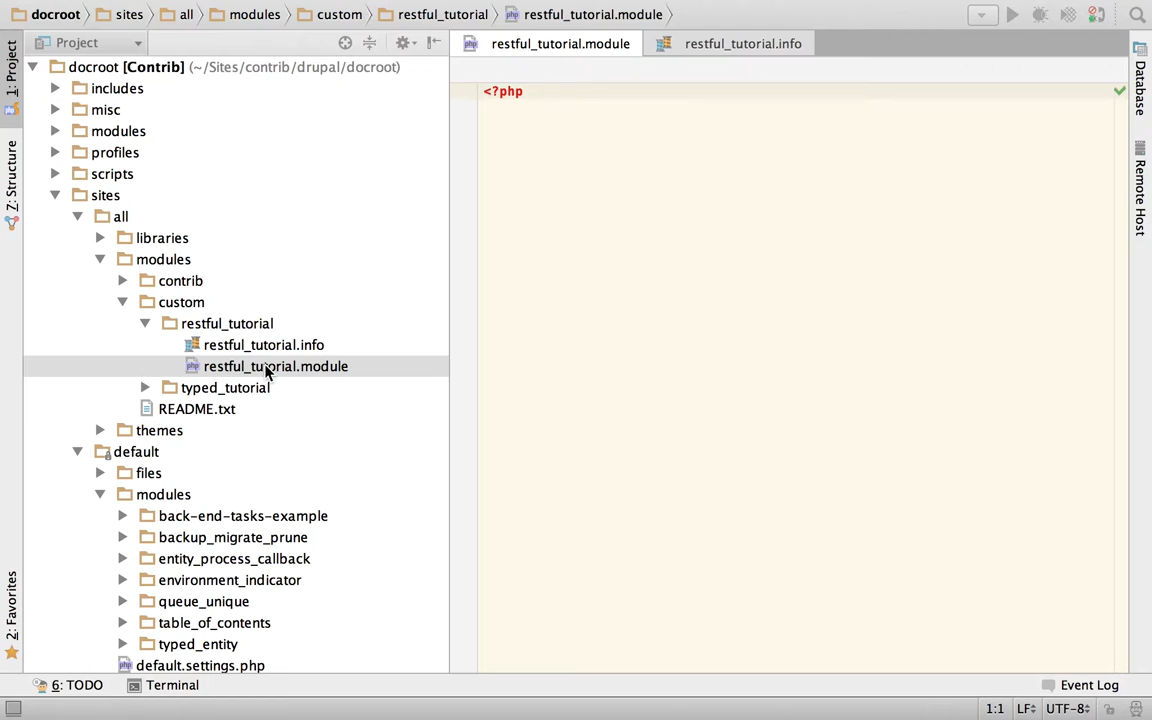 docroot sites all modules custom restful_tutorial restful_tutorial.module
1: Project
Z: Structure
2: Favorites
Project
docroot [Contrib] (~/Sites/contrib/drupal/docroot)
includes
misc
modules
profiles
scripts
sites
all
libraries
modules
contrib
custom
restful_tutorial
restful_tutorial.info
restful_tutorial.module
typed_tutorial
README.txt
themes
default
files
modules
back-end-tasks-example
backup_migrate_prune
entity_process_callback
environment_indicator
queue_unique
table_of_contents
typed_entity
default.settings.php
restful_tutorial.module restful_tutorial.info
<?php
Database
Remote Host
6: TODO Terminal Event Log
1:1 LF UTF-8